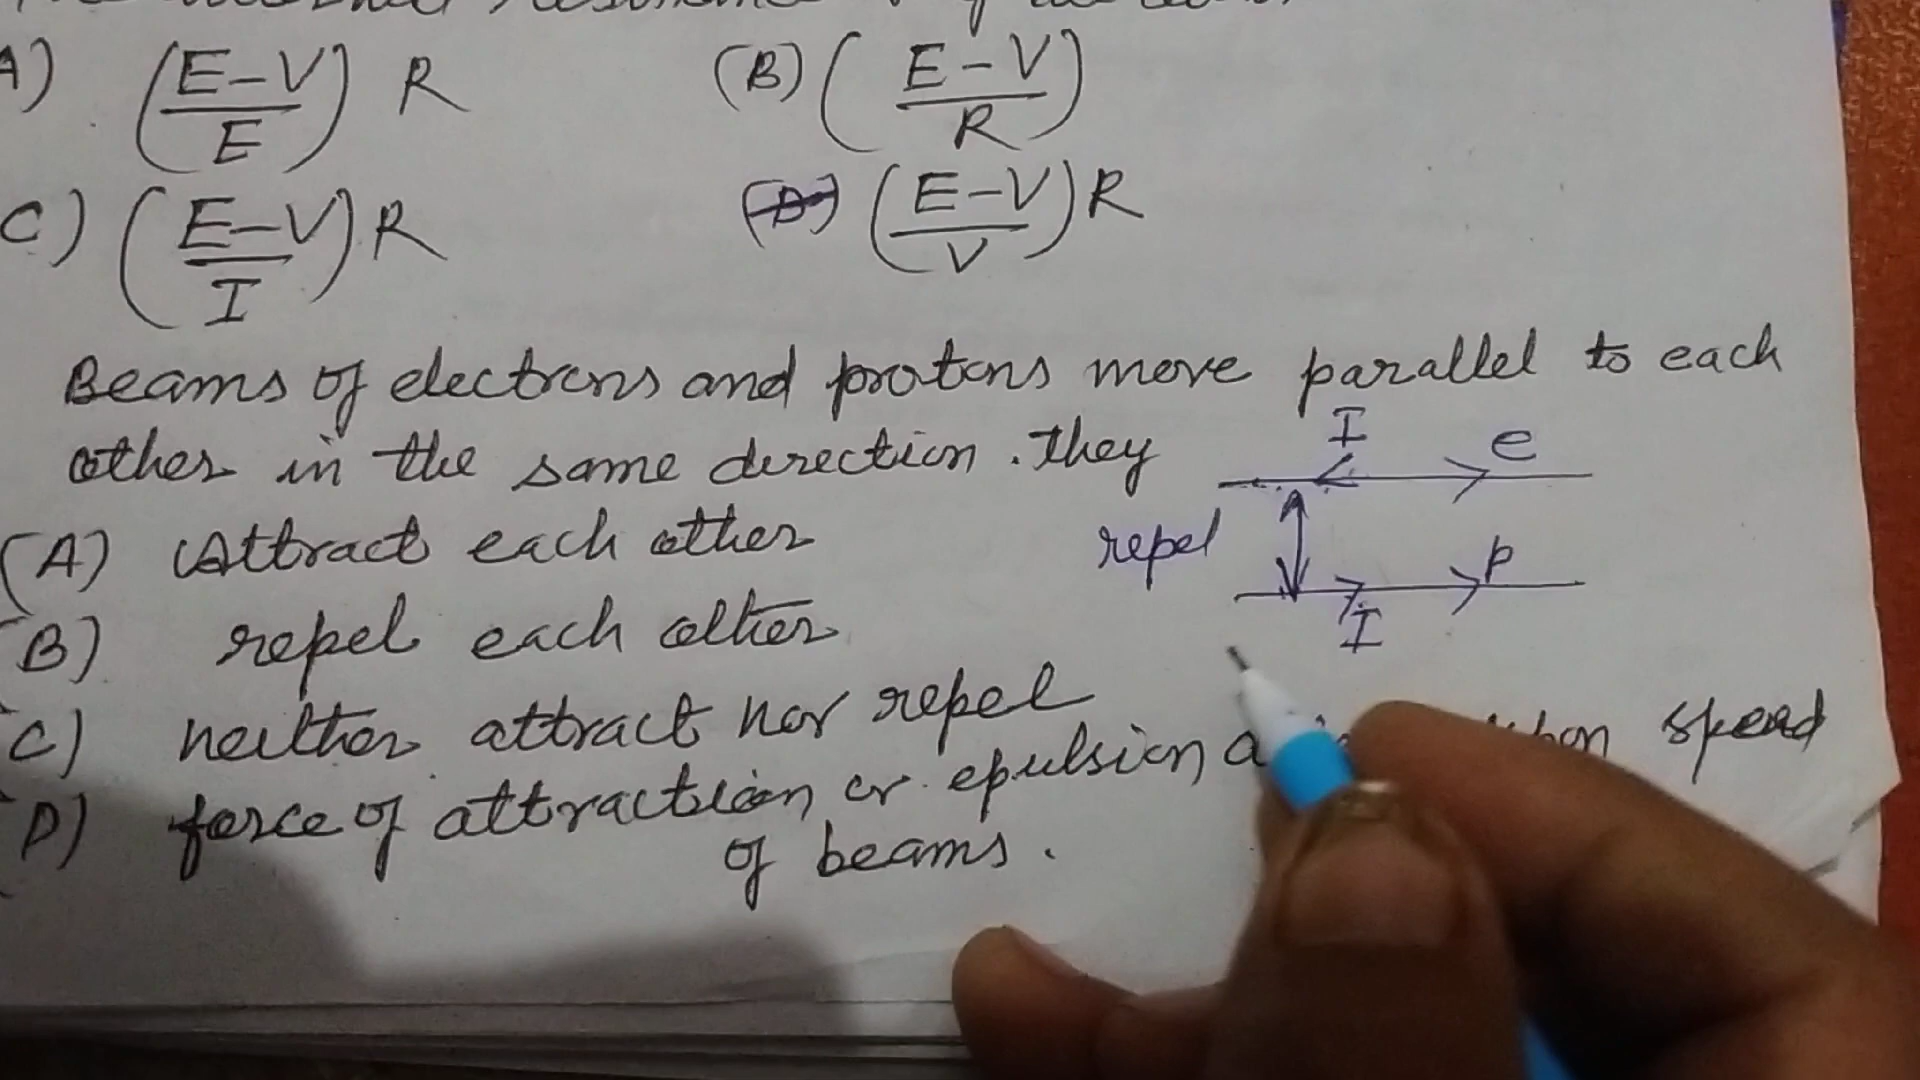 A) (E-V/E) R (B) (E-V/R)
C) (E-V/I) R (D) (E-V/V) R
Beams of electrons and protons move parallel to each
other in the same direction. They
I e
(A) Attract each other repel p
I
(B) repel each other
(C) neither attract nor repel
(D) force of attraction or epulsion speed
of beams.